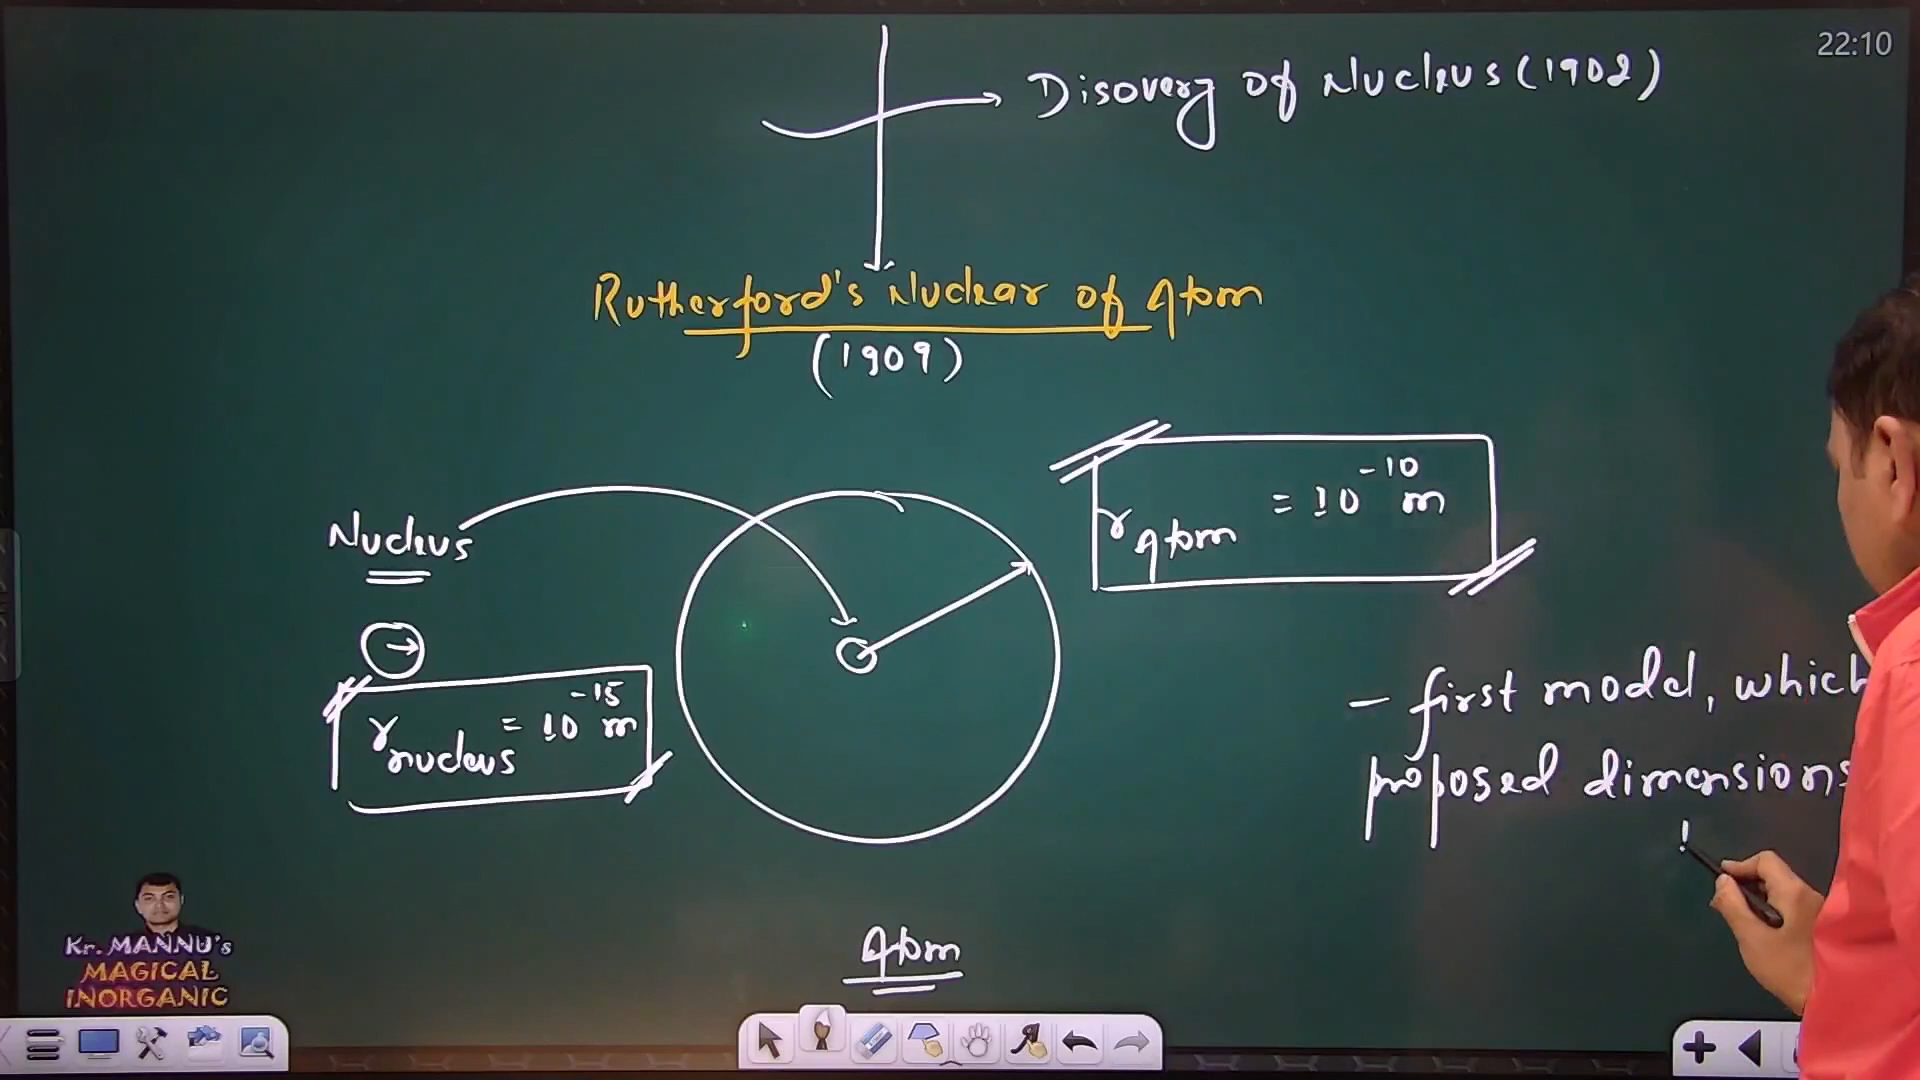 22:10
Disovery of Nucleus (1902)
Rutherford's Nuclear of Atom
(1909)
r Atom = 10⁻¹⁰ m
Nucleus
r nucleus = 10⁻¹⁵ m
- first model, which
proposed dimensions
Atom
Kr. MANNU's
MAGICAL
INORGANIC